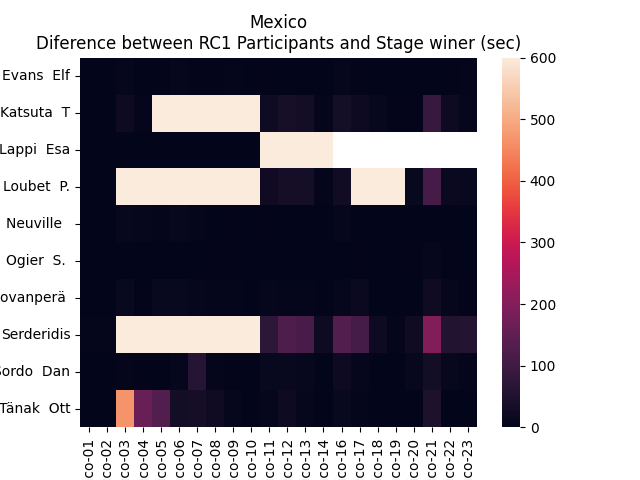 Mexico
Diference between RC1 Participants and Stage winer (sec)
Evans Elf
Katsuta T
Lappi Esa
Loubet P.
Neuville
Ogier S.
ovanperä
Serderidis
Sordo Dan
Tänak Ott
co-01 co-02 co-03 co-04 co-05 co-06 co-07 co-08 co-09 co-10 co-11 co-12 co-13 co-14 co-16 co-17 co-18 co-19 co-20 co-21 co-22 co-23
600
500
400
300
200
100
0